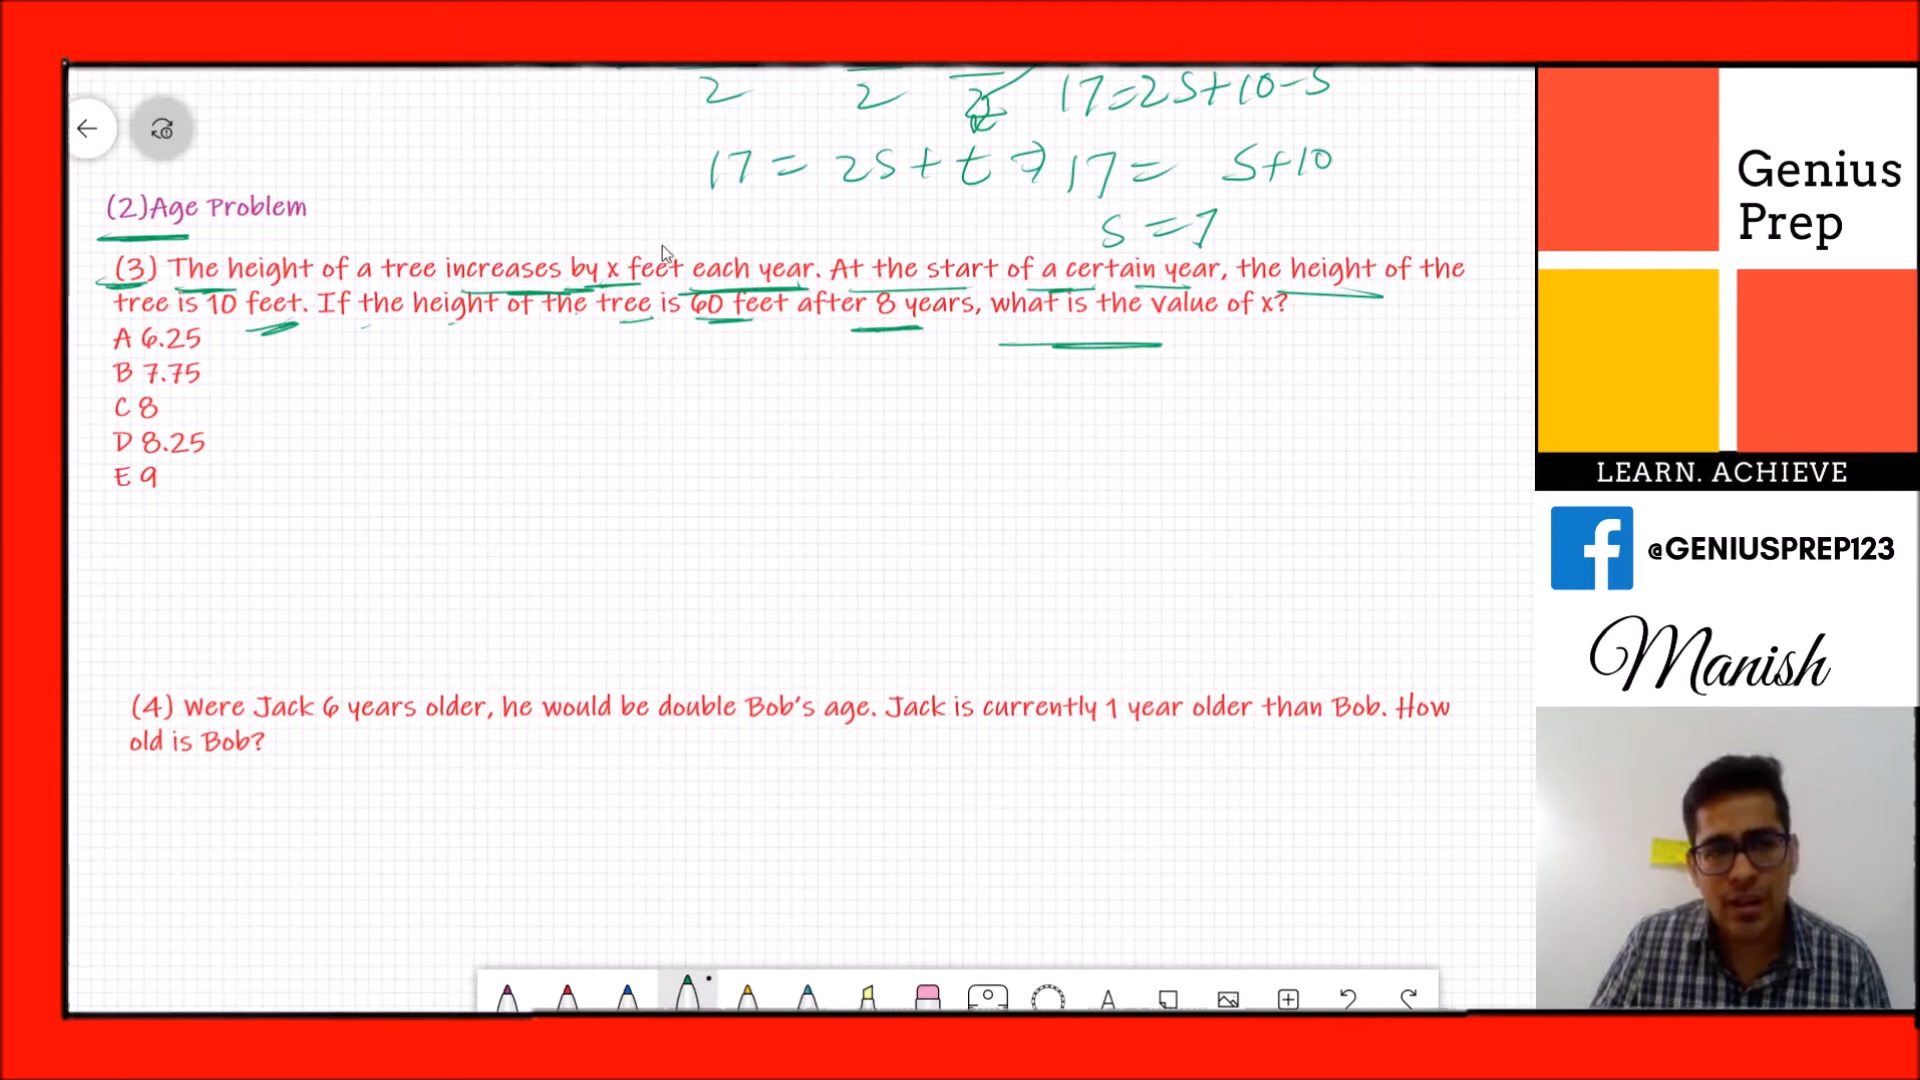 2 2 2t 17=2s+10-s
17 = 2s + t ⇒ 17 = s+10
s = 7
(2)Age Problem
(3) The height of a tree increases by x feet each year. At the start of a certain year, the height of the
tree is 10 feet. If the height of the tree is 60 feet after 8 years, what is the value of x?
A 6.25
B 7.75
C 8
D 8.25
E 9
(4) Were Jack 6 years older, he would be double Bob's age. Jack is currently 1 year older than Bob. How
old is Bob?
Genius
Prep
LEARN. ACHIEVE
f @GENIUSPREP123
Manish